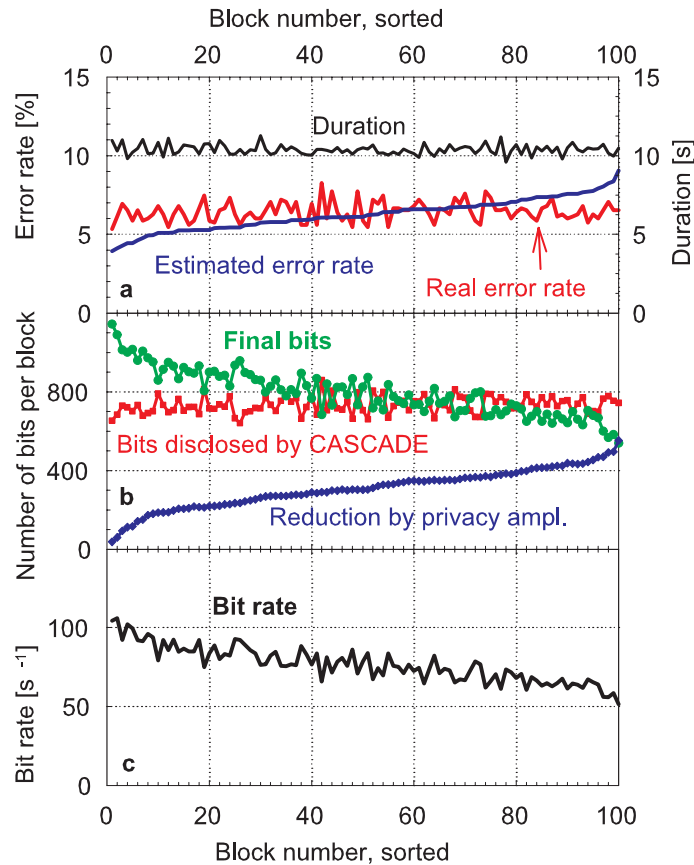 Block number, sorted
0 20 40 60 80 100
Error rate [%]
15
10
5
0
Duration
Estimated error rate
Real error rate
a
15
10
5
0
Duration [s]
Number of bits per block
800
400
0
Final bits
Bits disclosed by CASCADE
Reduction by privacy ampl.
b
Bit rate [s -1]
100
50
0
Bit rate
c
0 20 40 60 80 100
Block number, sorted